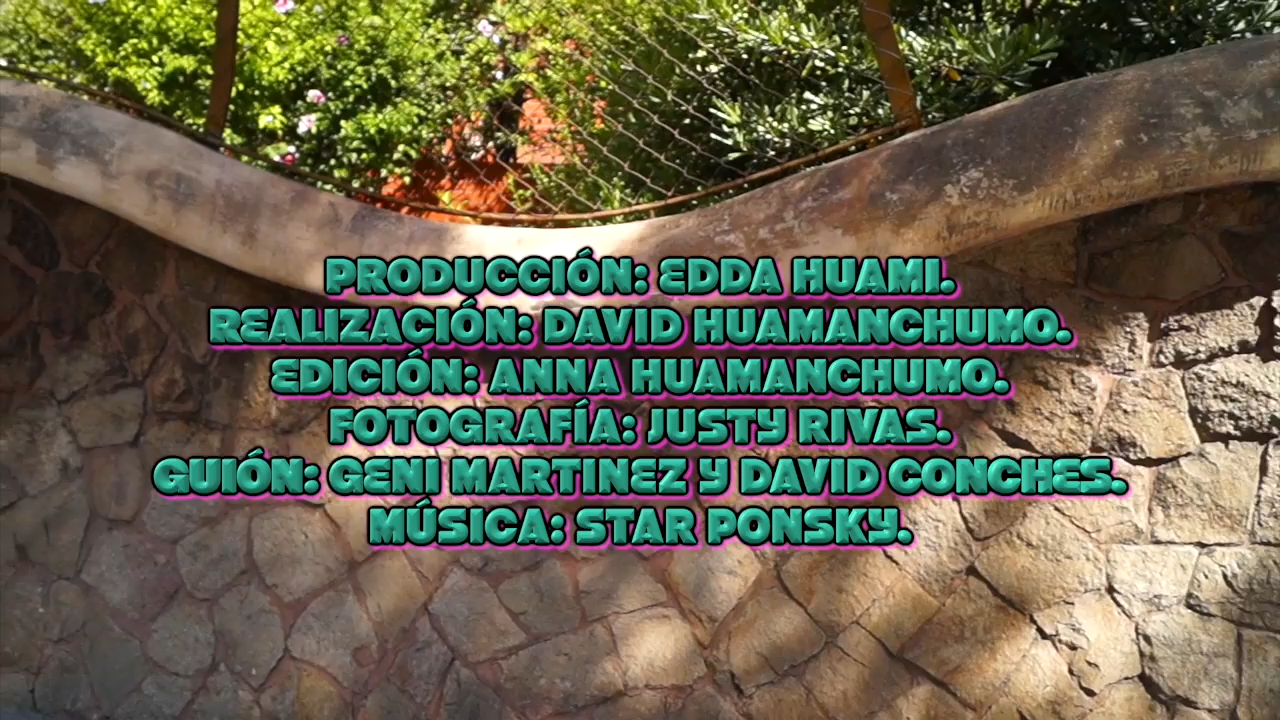 PRODUCCIÓN: EDDA HUAMI.
REALIZACIÓN: DAVID HUAMANCHUMO.
EDICIÓN: ANNA HUAMANCHUMO.
FOTOGRAFÍA: JUSTY RIVAS.
GUIÓN: GENI MARTINEZ Y DAVID CONCHES.
MÚSICA: STAR PONSKY.